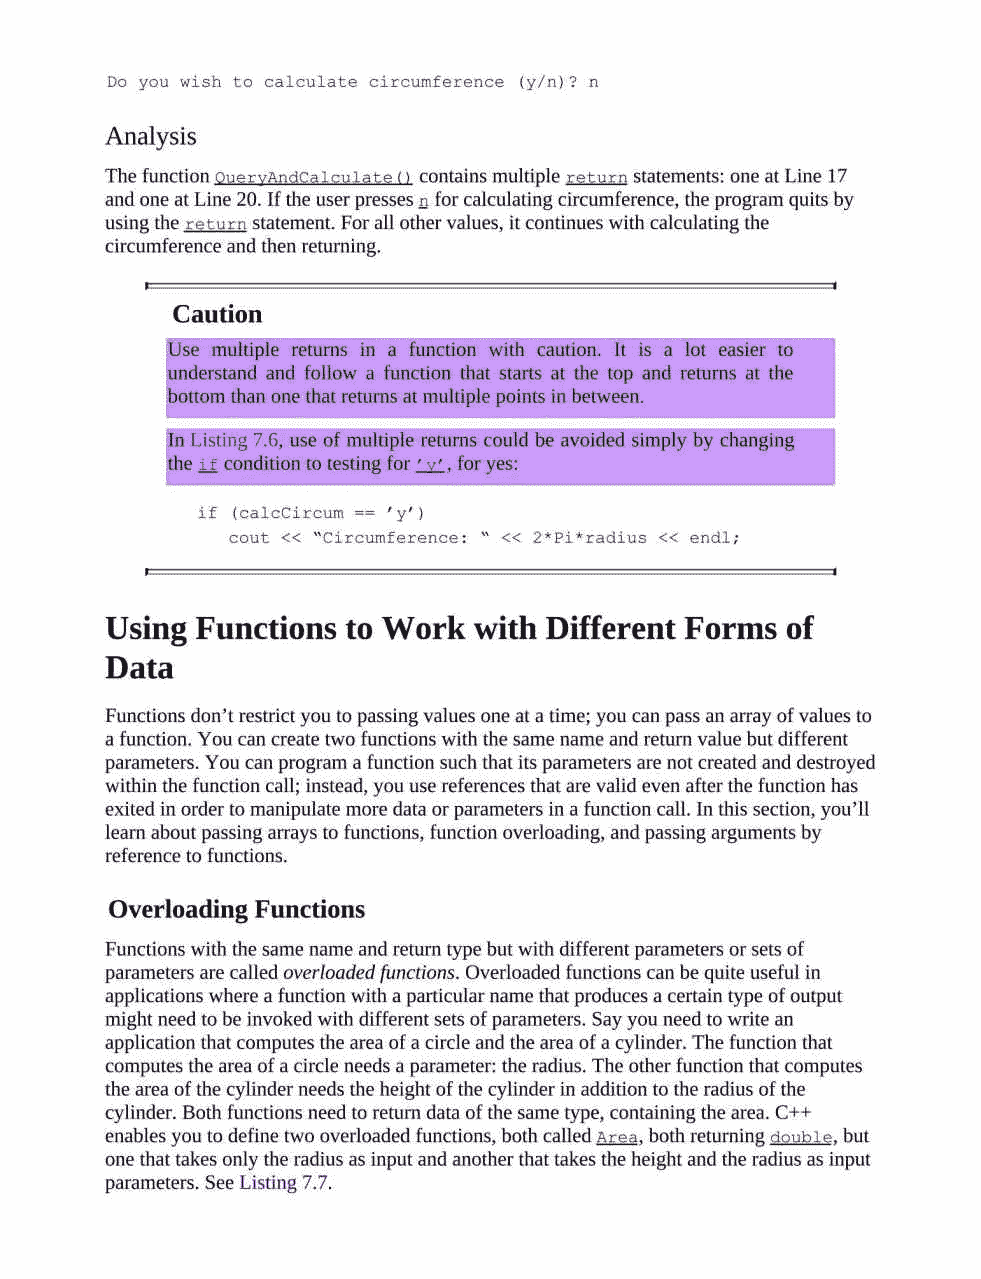 Do you wish to calculate circumference (y/n)? n
Analysis
The function QueryAndCalculate() contains multiple return statements: one at Line 17
and one at Line 20. If the user presses n for calculating circumference, the program quits by
using the return statement. For all other values, it continues with calculating the
circumference and then returning.
Caution
Use multiple returns in a function with caution. It is a lot easier to
understand and follow a function that starts at the top and returns at the
bottom than one that returns at multiple points in between.
In Listing 7.6, use of multiple returns could be avoided simply by changing
the if condition to testing for ’y’, for yes:
if (calcCircum == ’y’)
cout << “Circumference: “ << 2*Pi*radius << endl;
Using Functions to Work with Different Forms of
Data
Functions don’t restrict you to passing values one at a time; you can pass an array of values to
a function. You can create two functions with the same name and return value but different
parameters. You can program a function such that its parameters are not created and destroyed
within the function call; instead, you use references that are valid even after the function has
exited in order to manipulate more data or parameters in a function call. In this section, you’ll
learn about passing arrays to functions, function overloading, and passing arguments by
reference to functions.
Overloading Functions
Functions with the same name and return type but with different parameters or sets of
parameters are called overloaded functions. Overloaded functions can be quite useful in
applications where a function with a particular name that produces a certain type of output
might need to be invoked with different sets of parameters. Say you need to write an
application that computes the area of a circle and the area of a cylinder. The function that
computes the area of a circle needs a parameter: the radius. The other function that computes
the area of the cylinder needs the height of the cylinder in addition to the radius of the
cylinder. Both functions need to return data of the same type, containing the area. C++
enables you to define two overloaded functions, both called Area, both returning double, but
one that takes only the radius as input and another that takes the height and the radius as input
parameters. See Listing 7.7.